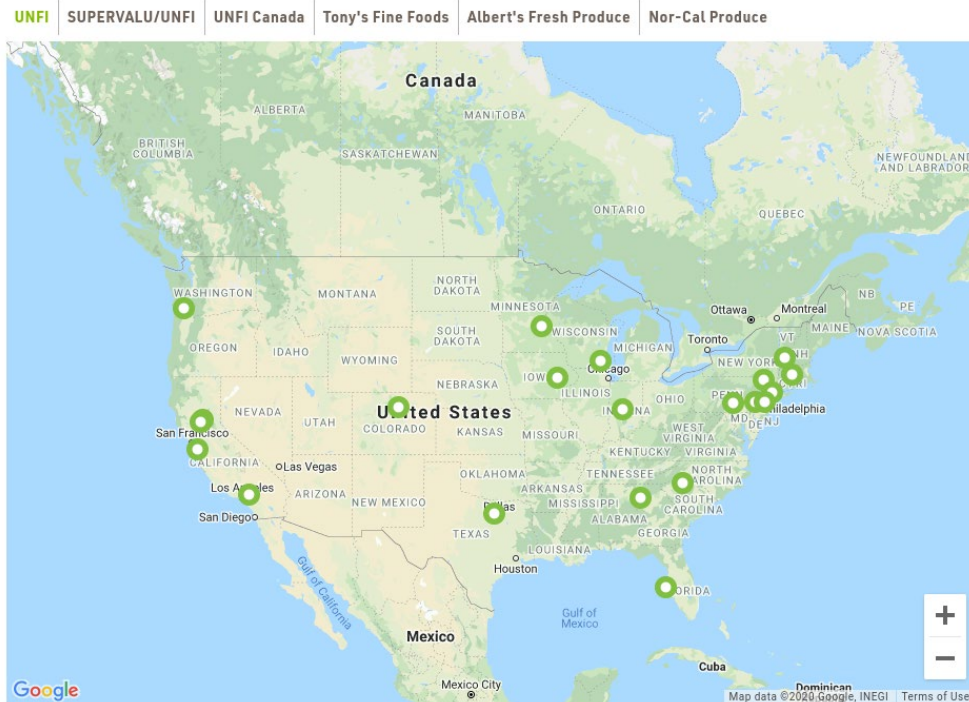 UNFI
SUPERVALU/UNFI
UNFI Canada
Tony's Fine Foods
Albert's Fresh Produce
Nor-Cal Produce
Canada
ALBERTA
MANITOBA
BRITISH
COLUMBIA
SASKATCHEWAN
NEWFOUNDLAND
AND LABRADOR
ONTARIO
QUEBEC
NB
PE
NOVA SCOTIA
WASHINGTON
MONTANA
NORTH
DAKOTA
MINNESOTA
Ottawa
Montreal
MAINE
VT
NH
WISCONSIN
MICHIGAN
Toronto
NEW YORK
OREGON
IDAHO
WYOMING
SOUTH
DAKOTA
Chicago
NEBRASKA
ILLINOIS
OHIO
Philadelphia
MD
DE
NJ
NEVADA
UTAH
COLORADO
United States
KANSAS
MISSOURI
WEST
VIRGINIA
KENTUCKY
VIRGINIA
San Francisco
CALIFORNIA
Las Vegas
Los Angeles
San Diego
ARIZONA
NEW MEXICO
OKLAHOMA
ARKANSAS
TENNESSEE
NORTH
CAROLINA
SOUTH
CAROLINA
MISSISSIPPI
ALABAMA
GEORGIA
Dallas
TEXAS
LOUISIANA
Houston
FLORIDA
Gulf of
California
Gulf of
Mexico
Mexico
Mexico City
Cuba
Dominican
Google
Map data ©2020 Google, INEGI
Terms of Use